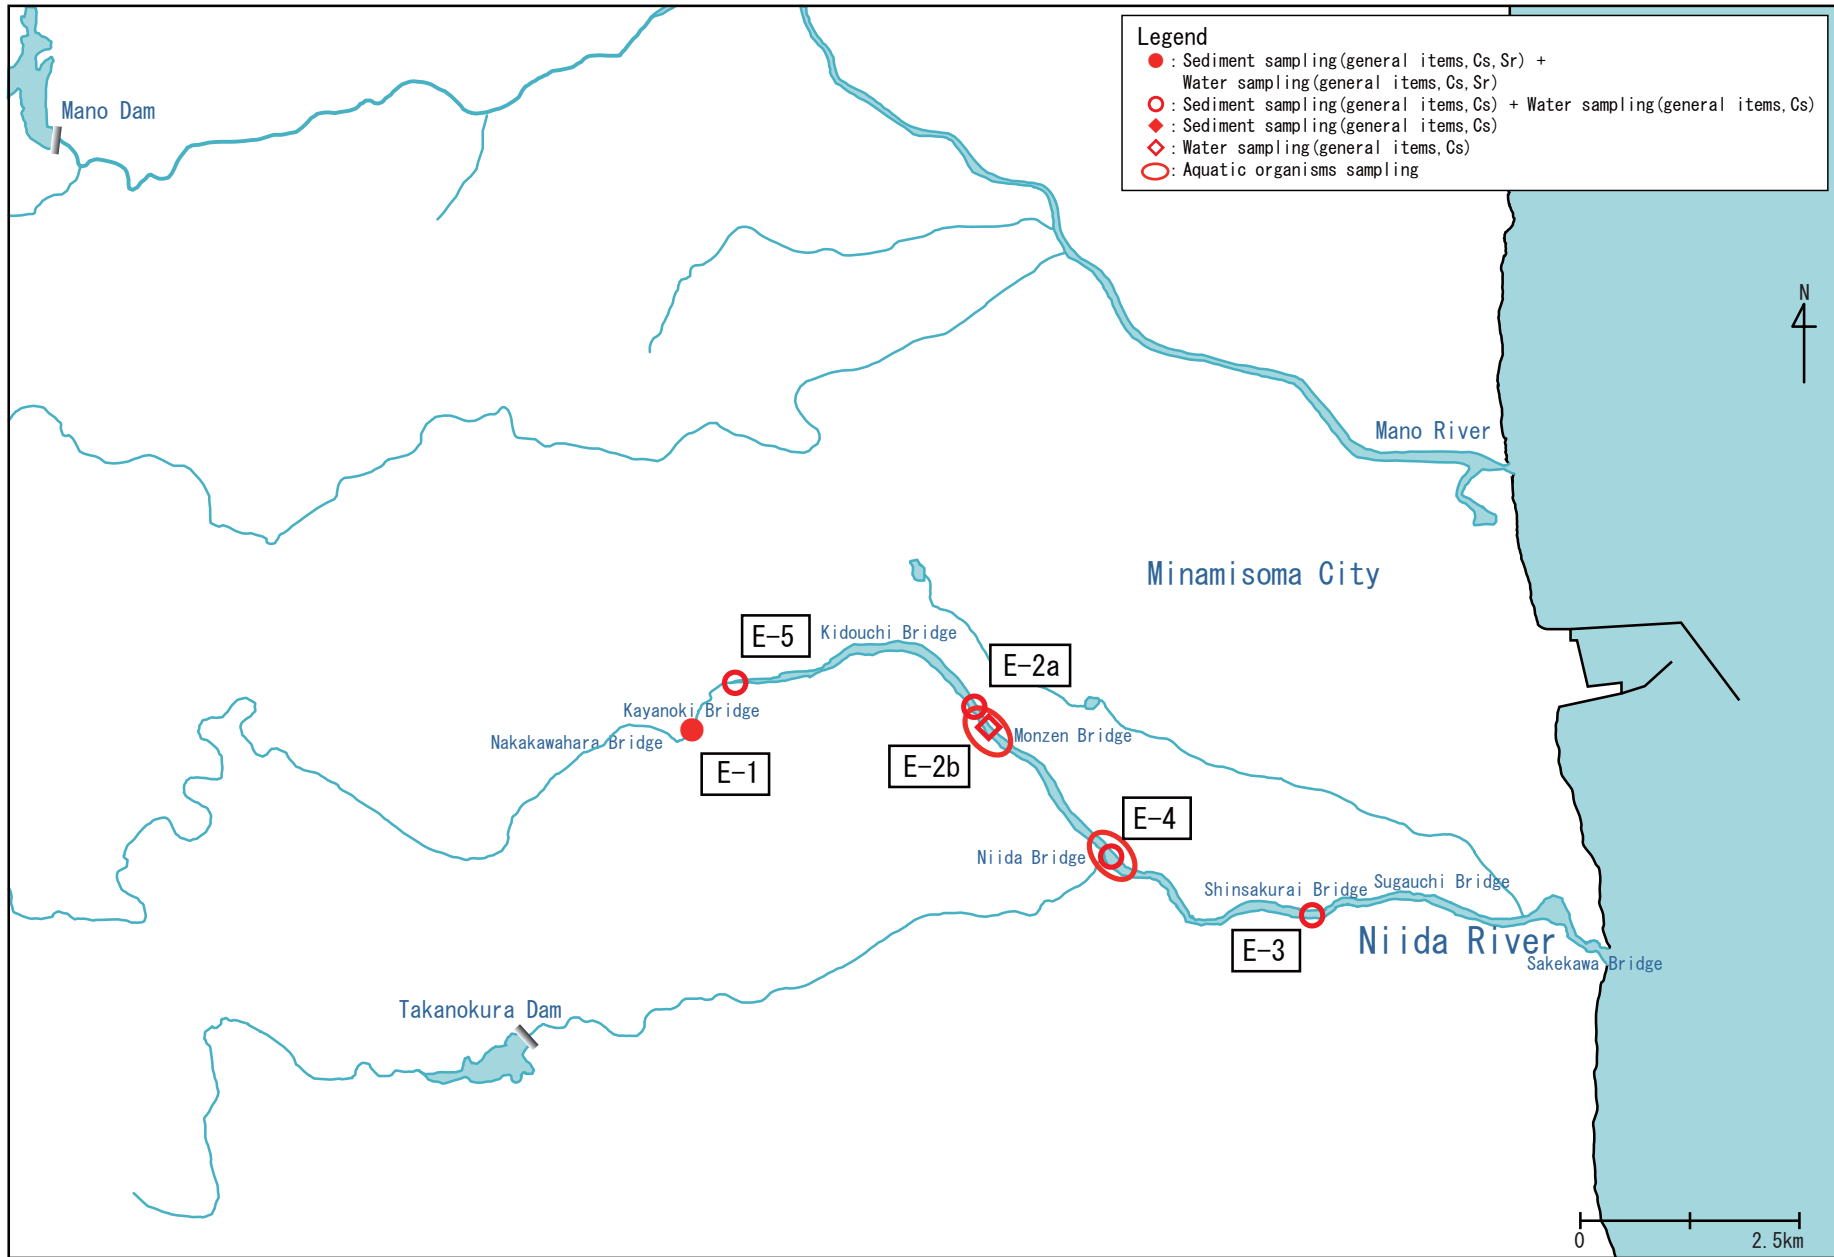 Legend
: Sediment sampling(general items,Cs,Sr) +
Water sampling(general items,Cs,Sr)
: Sediment sampling(general items,Cs) + Water sampling(general items,Cs)
: Sediment sampling(general items,Cs)
: Water sampling(general items,Cs)
: Aquatic organisms sampling
Mano Dam
N
Mano River
Minamisoma City
E-5
Kidouchi Bridge
E-2a
Kayanoki Bridge
Nakakawahara Bridge
Monzen Bridge
E-1
E-2b
E-4
Niida Bridge
Shinsakurai Bridge
Sugauchi Bridge
E-3
Niida River
Sakekawa Bridge
Takanokura Dam
0
2.5km